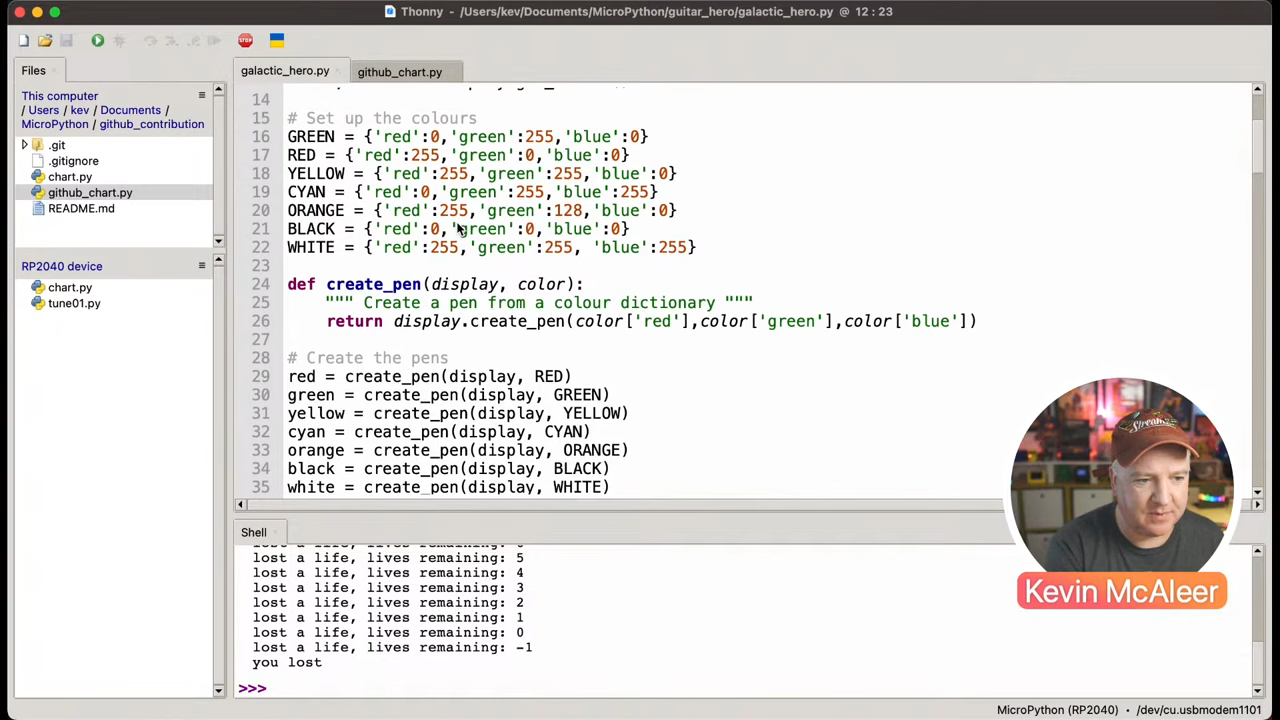 Thonny - /Users/kev/Documents/MicroPython/guitar_hero/galactic_hero.py @ 12 : 23
Files
This computer
/ Users / kev / Documents /
MicroPython / github_contribution
.git
.gitignore
chart.py
github_chart.py
README.md
RP2040 device
chart.py
tune01.py
galactic_hero.py
github_chart.py
14
15 # Set up the colours
16 GREEN = {'red':0,'green':255,'blue':0}
17 RED = {'red':255,'green':0,'blue':0}
18 YELLOW = {'red':255,'green':255,'blue':0}
19 CYAN = {'red':0,'green':255,'blue':255}
20 ORANGE = {'red':255,'green':128,'blue':0}
21 BLACK = {'red':0,'green':0,'blue':0}
22 WHITE = {'red':255,'green':255, 'blue':255}
23
24 def create_pen(display, color):
25 """ Create a pen from a colour dictionary """
26 return display.create_pen(color['red'],color['green'],color['blue'])
27
28 # Create the pens
29 red = create_pen(display, RED)
30 green = create_pen(display, GREEN)
31 yellow = create_pen(display, YELLOW)
32 cyan = create_pen(display, CYAN)
33 orange = create_pen(display, ORANGE)
34 black = create_pen(display, BLACK)
35 white = create_pen(display, WHITE)
Shell
lost a life, lives remaining: 5
lost a life, lives remaining: 4
lost a life, lives remaining: 3
lost a life, lives remaining: 2
lost a life, lives remaining: 1
lost a life, lives remaining: 0
lost a life, lives remaining: -1
you lost
>>>
Kevin McAleer
MicroPython (RP2040) • /dev/cu.usbmodem1101